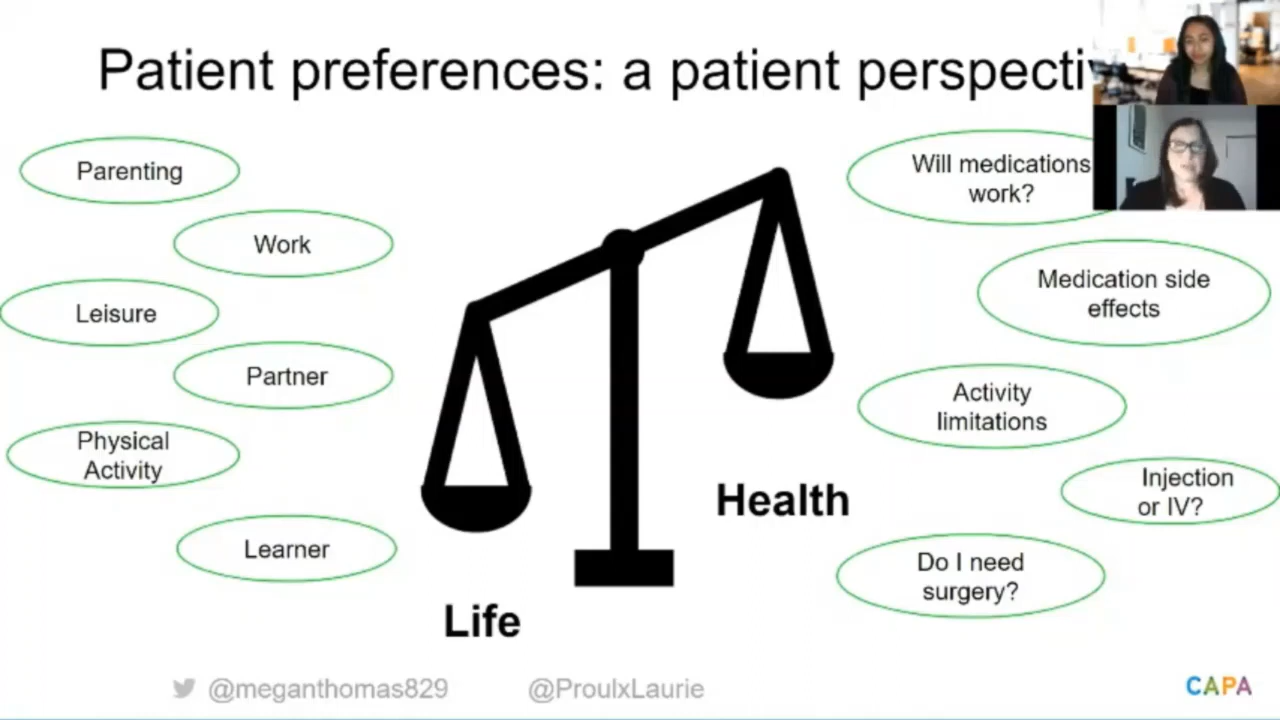 Patient preferences: a patient perspecti
Parenting
Work
Leisure
Partner
Physical
Activity
Learner
Life
Health
Will medications
work?
Medication side
effects
Activity
limitations
Injection
or IV?
Do I need
surgery?
@meganthomas829
@ProulxLaurie
CAPA